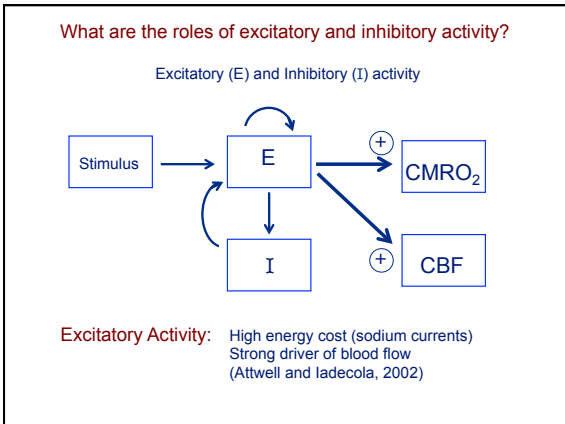 What are the roles of excitatory and inhibitory activity?
Excitatory (E) and Inhibitory (I) activity
Stimulus
E
+
CMRO₂
I
+
CBF
Excitatory Activity: High energy cost (sodium currents)
Strong driver of blood flow
(Attwell and Iadecola, 2002)